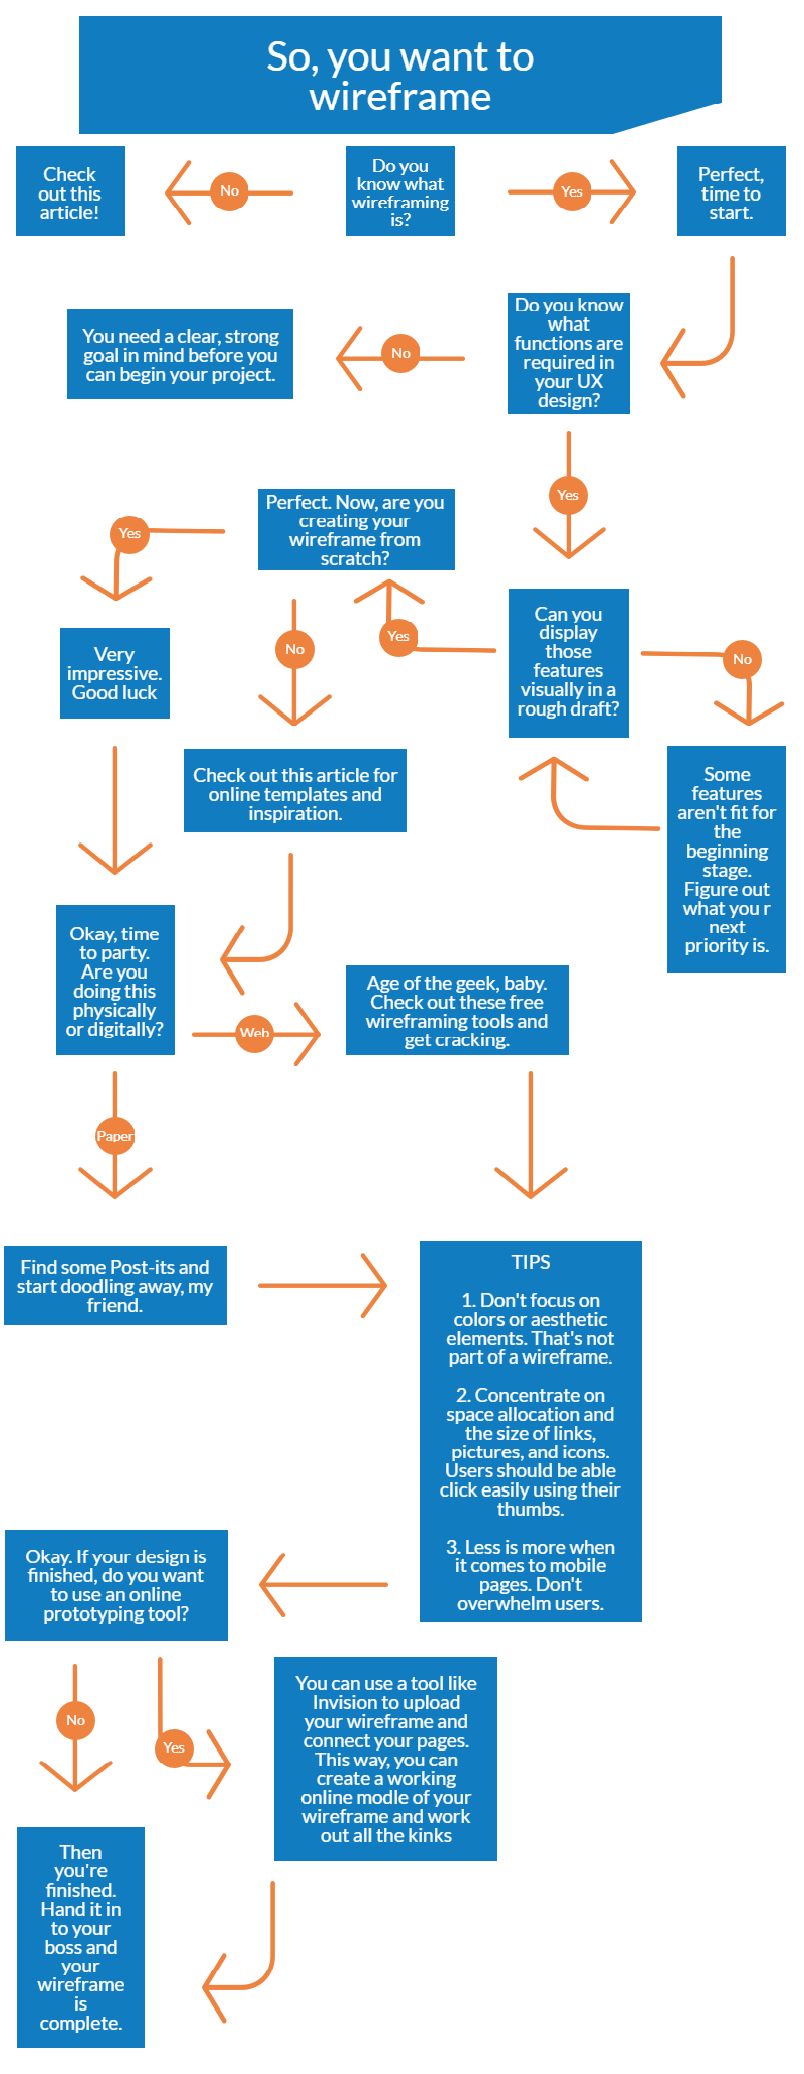 So, you want to
wireframe
Check
out this
article!
No
Do you
know what
wireframing
is?
Yes
Perfect,
time to
start.
You need a clear, strong
goal in mind before you
can begin your project.
No
Do you know
what
functions are
required in
your UX
design?
Yes
Perfect. Now, are you
creating your
wireframe from
scratch?
Yes
No
Yes
Can you
display
those
features
visually in a
rough draft?
No
Very
impressive.
Good luck
Check out this article for
online templates and
inspiration.
Some
features
aren't fit for
the
beginning
stage.
Figure out
what you r
next
priority is.
Okay, time
to party.
Are you
doing this
physically
or digitally?
Web
Age of the geek, baby.
Check out these free
wireframing tools and
get cracking.
Paper
Find some Post-its and
start doodling away, my
friend.
TIPS
1. Don't focus on
colors or aesthetic
elements. That's not
part of a wireframe.
2. Concentrate on
space allocation and
the size of links,
pictures, and icons.
Users should be able
click easily using their
thumbs.
3. Less is more when
it comes to mobile
pages. Don't
overwhelm users.
Okay. If your design is
finished, do you want
to use an online
prototyping tool?
No
Yes
You can use a tool like
Invision to upload
your wireframe and
connect your pages.
This way, you can
create a working
online modle of your
wireframe and work
out all the kinks
Then
you're
finished.
Hand it in
to your
boss and
your
wireframe
is
complete.